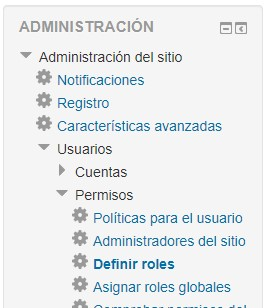 ADMINISTRACIÓN
Administración del sitio
Notificaciones
Registro
Características avanzadas
Usuarios
Cuentas
Permisos
Políticas para el usuario
Administradores del sitio
Definir roles
Asignar roles globales
Comprobar permisos del